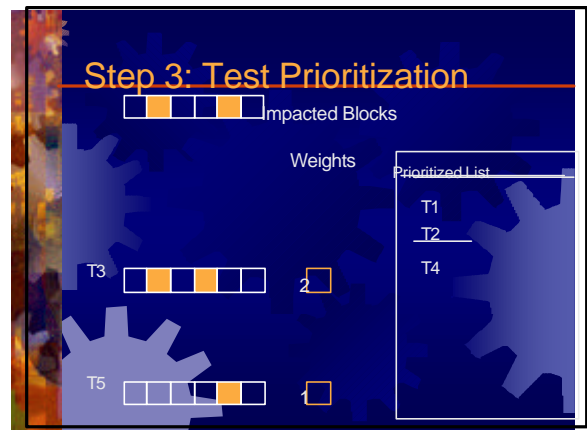 Step 3: Test Prioritization
Impacted Blocks
Weights
Prioritized List
T1
T2
T4
T3
2
T5
1